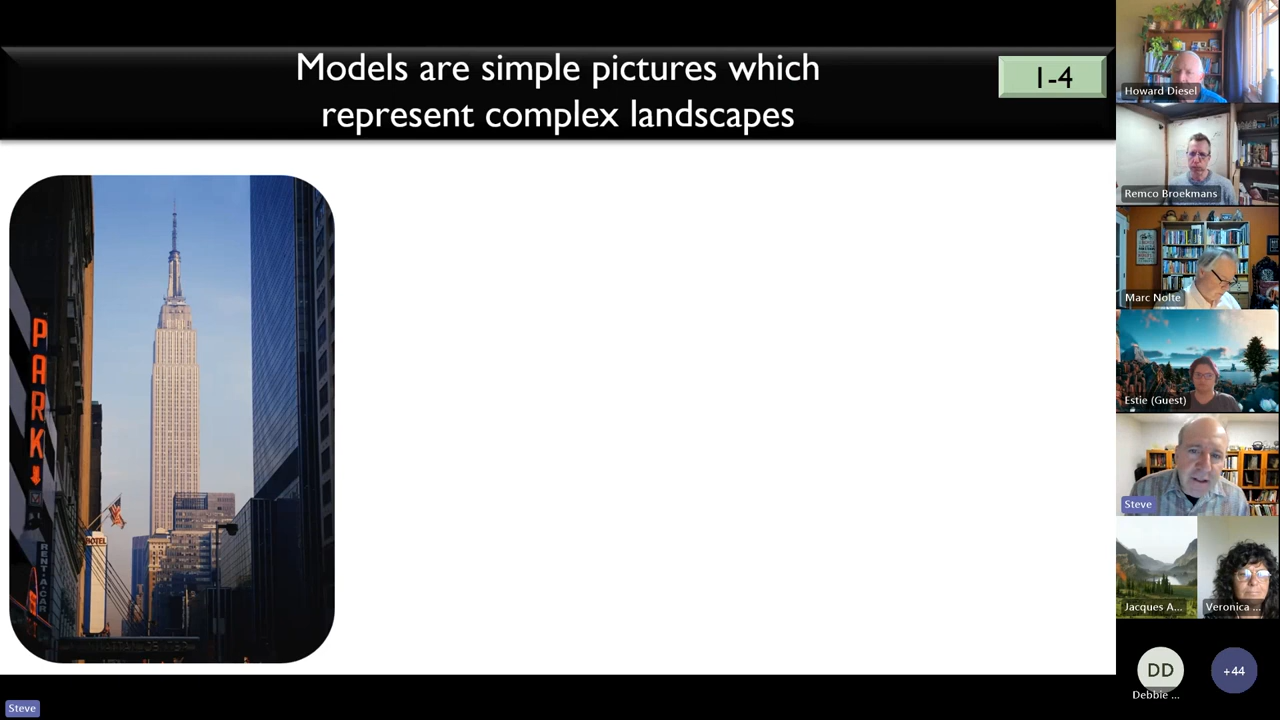 Models are simple pictures which
represent complex landscapes
1-4
PARK
HOTEL
RENT-A-CAR
Howard Diesel
Remco Broekmans
Marc Nolte
Estie (Guest)
Steve
Jacques A...
Veronica ...
DD
Debbie ...
+44
Steve